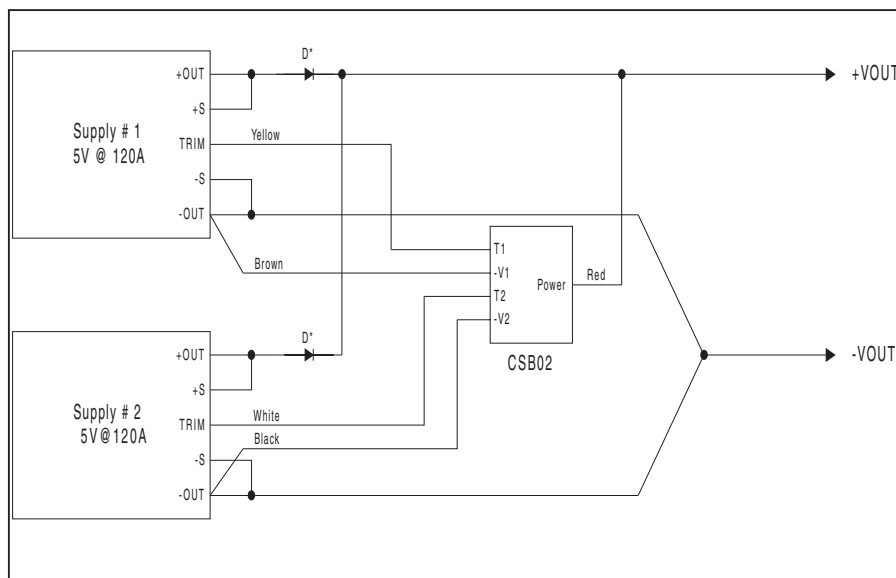 D*
+OUT
+VOUT
+S
Supply # 1
5V @ 120A
TRIM
Yellow
-S
-OUT
T1
Brown
-V1
Power
Red
T2
-V2
CSB02
D*
+OUT
-VOUT
+S
Supply # 2
5V@120A
TRIM
White
Black
-S
-OUT